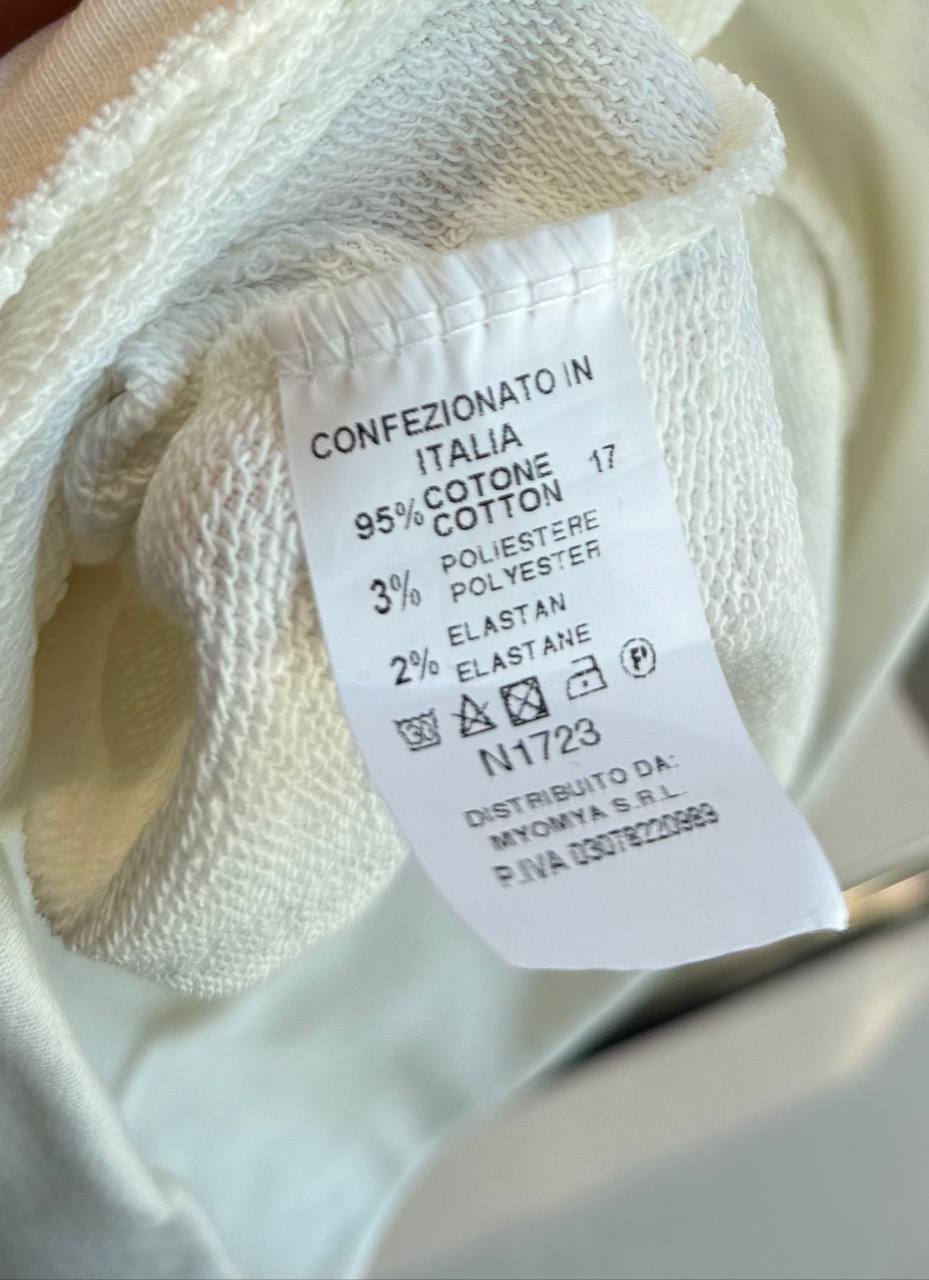 CONFEZIONATO IN
ITALIA
95% COTONE 17
COTTON
3% POLIESTERE
POLYESTER
2% ELASTAN
ELASTANE
30 F
N1723
DISTRIBUITO DA:
MYOMYA S.R.L.
P.IVA 03078220989